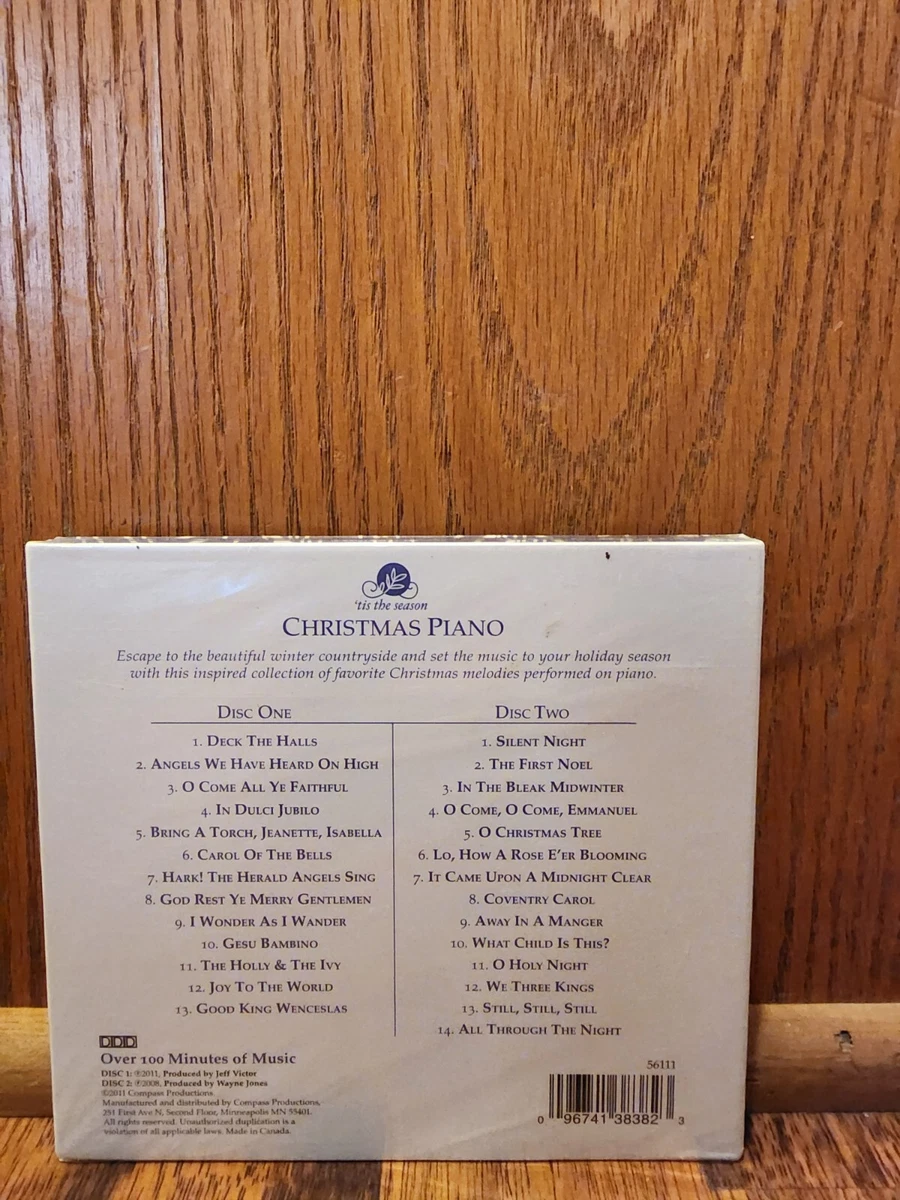 'tis the season
CHRISTMAS PIANO
Escape to the beautiful winter countryside and set the music to your holiday season
with this inspired collection of favorite Christmas melodies performed on piano.
DISC ONE
1. DECK THE HALLS
2. ANGELS WE HAVE HEARD ON HIGH
3. O COME ALL YE FAITHFUL
4. IN DULCI JUBILO
5. BRING A TORCH, JEANETTE, ISABELLA
6. CAROL OF THE BELLS
7. HARK! THE HERALD ANGELS SING
8. GOD REST YE MERRY GENTLEMEN
9. I WONDER AS I WANDER
10. GESU BAMBINO
11. THE HOLLY & THE IVY
12. JOY TO THE WORLD
13. GOOD KING WENCESLAS
DISC TWO
1. SILENT NIGHT
2. THE FIRST NOEL
3. IN THE BLEAK MIDWINTER
4. O COME, O COME, EMMANUEL
5. O CHRISTMAS TREE
6. LO, HOW A ROSE E'ER BLOOMING
7. IT CAME UPON A MIDNIGHT CLEAR
8. COVENTRY CAROL
9. AWAY IN A MANGER
10. WHAT CHILD IS THIS?
11. O HOLY NIGHT
12. WE THREE KINGS
13. STILL, STILL, STILL
14. ALL THROUGH THE NIGHT
DDD
Over 100 Minutes of Music
DISC 1: ℗2011, Produced by Jeff Victor
DISC 2: ℗2008, Produced by Wayne Jones
©2011 Compass Productions
Manufactured and distributed by Compass Productions,
251 First Ave N, Second Floor, Minneapolis MN 55401.
All rights reserved. Unauthorized duplication is a
violation of all applicable laws. Made in Canada.
56111
0 96741 38382 3